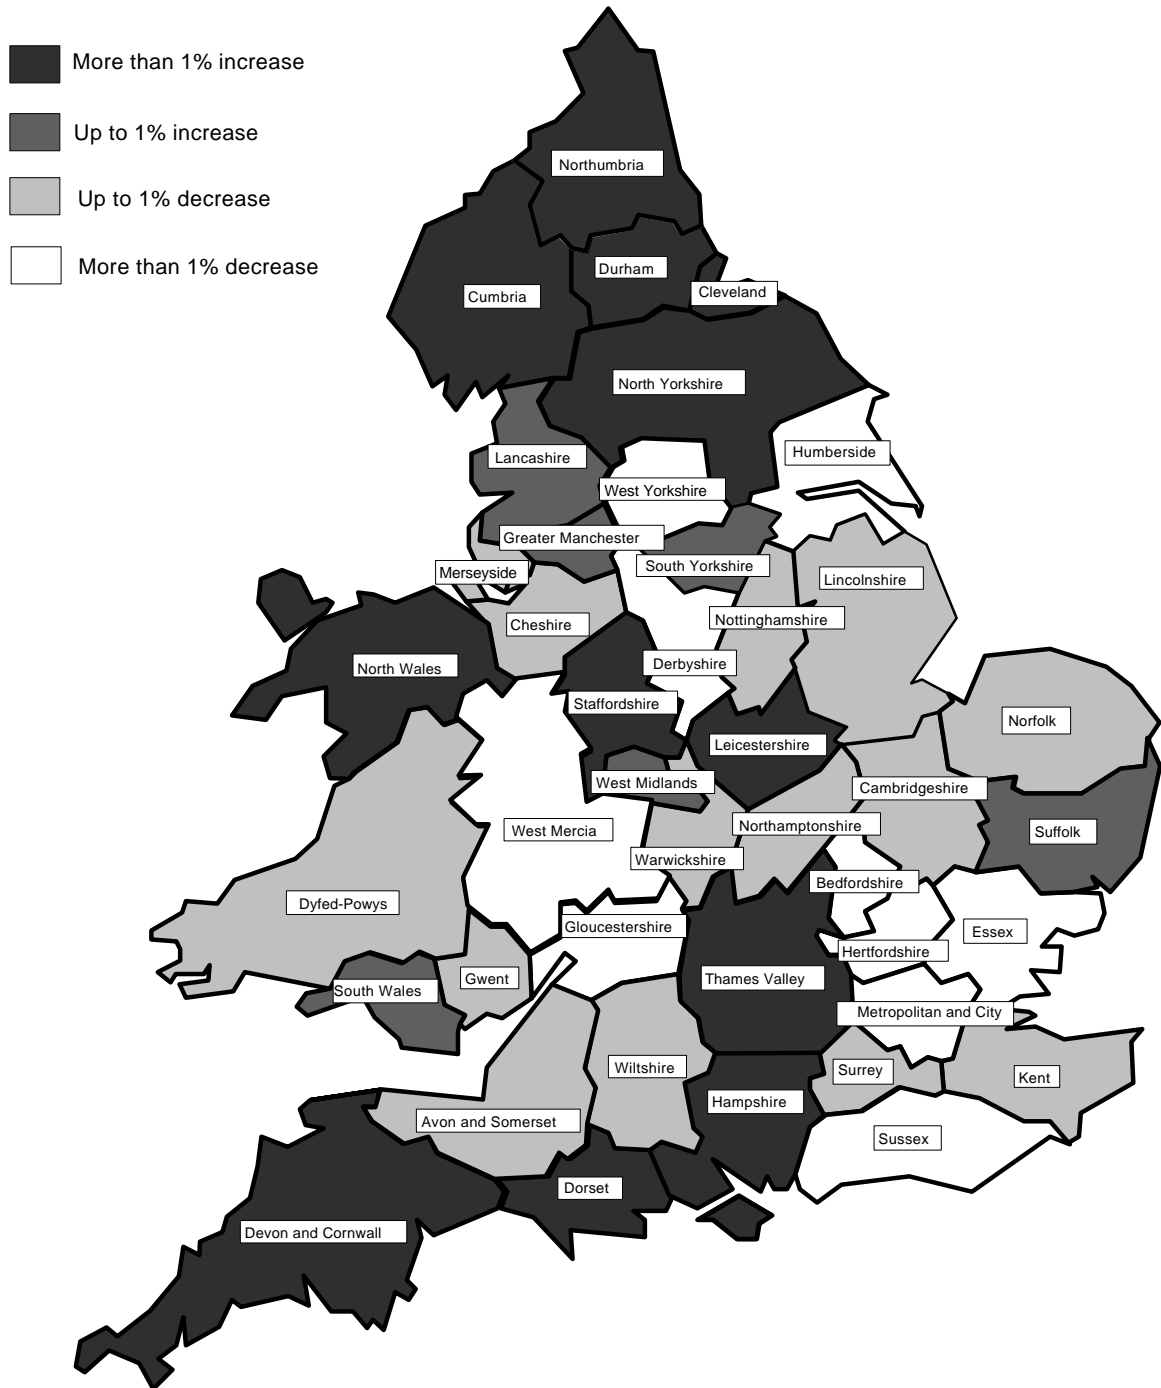 More than 1% increase
Up to 1% increase
Up to 1% decrease
More than 1% decrease
Northumbria
Durham
Cumbria
Cleveland
North Yorkshire
Humberside
Lancashire
West Yorkshire
Greater Manchester
South Yorkshire
Merseyside
Lincolnshire
Cheshire
Nottinghamshire
North Wales
Derbyshire
Staffordshire
Norfolk
Leicestershire
West Midlands
Cambridgeshire
West Mercia
Northamptonshire
Suffolk
Warwickshire
Bedfordshire
Dyfed-Powys
Gloucestershire
Essex
Hertfordshire
Gwent
Thames Valley
South Wales
Metropolitan and City
Wiltshire
Surrey
Kent
Hampshire
Avon and Somerset
Sussex
Dorset
Devon and Cornwall